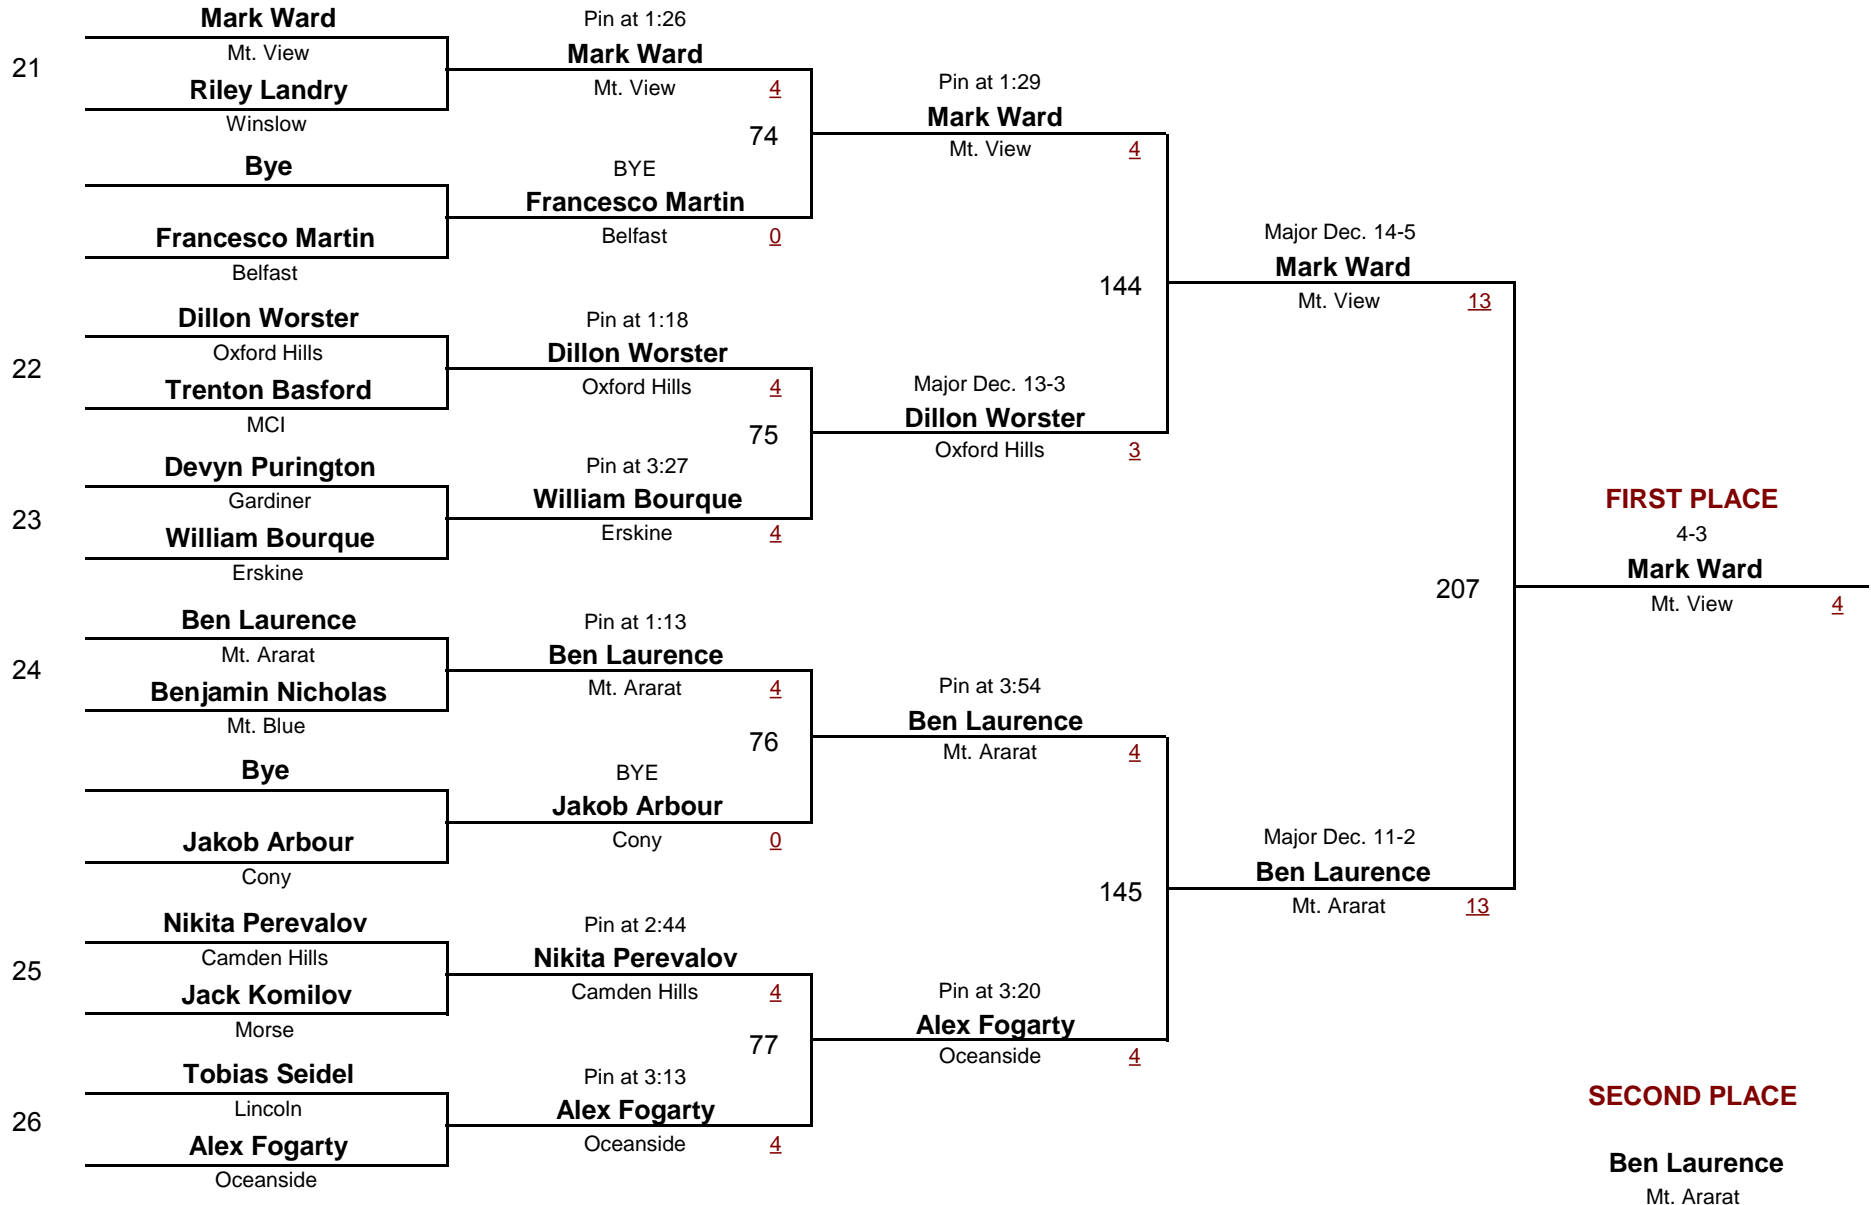 Mark Ward
Mt. View
21
Riley Landry
Winslow
Bye
Francesco Martin
Belfast
Dillon Worster
Oxford Hills
22
Trenton Basford
MCI
Devyn Purington
Gardiner
23
William Bourque
Erskine
Ben Laurence
Mt. Ararat
24
Benjamin Nicholas
Mt. Blue
Bye
Jakob Arbour
Cony
Nikita Perevalov
Camden Hills
25
Jack Komilov
Morse
Tobias Seidel
Lincoln
26
Alex Fogarty
Oceanside
Pin at 1:26
Mark Ward
Mt. View 4
74
BYE
Francesco Martin
Belfast 0
Pin at 1:18
Dillon Worster
Oxford Hills 4
75
Pin at 3:27
William Bourque
Erskine 4
Pin at 1:13
Ben Laurence
Mt. Ararat 4
76
BYE
Jakob Arbour
Cony 0
Pin at 2:44
Nikita Perevalov
Camden Hills 4
77
Pin at 3:13
Alex Fogarty
Oceanside 4
Pin at 1:29
Mark Ward
Mt. View 4
144
Major Dec. 13-3
Dillon Worster
Oxford Hills 3
Pin at 3:54
Ben Laurence
Mt. Ararat 4
145
Pin at 3:20
Alex Fogarty
Oceanside 4
Major Dec. 14-5
Mark Ward
Mt. View 13
207
Major Dec. 11-2
Ben Laurence
Mt. Ararat 13
FIRST PLACE
4-3
Mark Ward
Mt. View 4
SECOND PLACE
Ben Laurence
Mt. Ararat